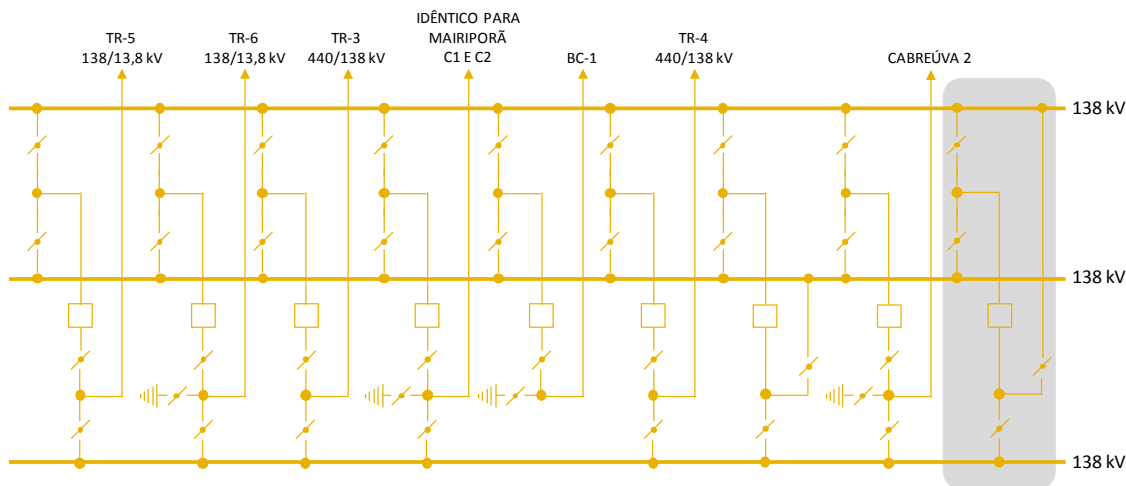 TR-5
138/13,8 kV
TR-6
138/13,8 kV
TR-3
440/138 kV
IDÊNTICO PARA
MAIRIPORÃ
C1 E C2
BC-1
TR-4
440/138 kV
CABREÚVA 2
138 kV
138 kV
138 kV